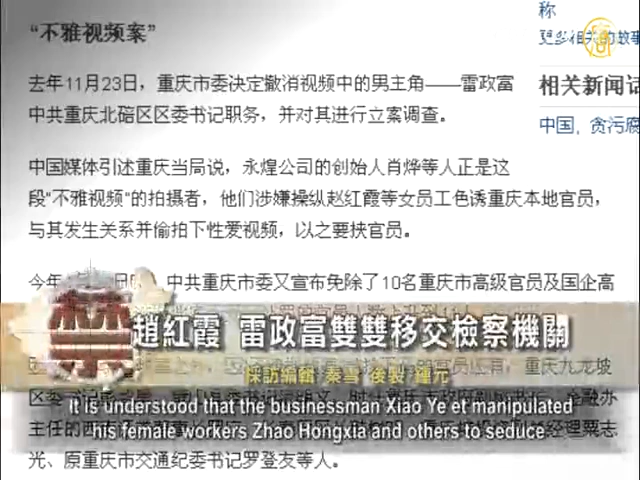 称
“不雅视频案”
去年11月23日，重庆市委决定撤消视频中的男主角——雷政富
中共重庆北碚区区委书记职务，并对其进行立案调查。
相关新闻
中国，贪污腐
中国媒体引述重庆当局说，永煌公司的创始人肖烨等人正是这
段“不雅视频”的拍摄者，他们涉嫌操纵赵红霞等女员工色诱重庆本地官员，
与其发生关系并偷拍下性爱视频，以之要挟官员。
中共重庆市委又宣布免除了10名重庆市高级官员及国企高
禁
趙紅霞 雷政富雙雙移交檢察機關
採訪編輯 秦雪 後製 鍾元
重庆九龙坡
It is understood that the businessman Xiao Ye et manipulated
his female workers Zhao Hongxia and others to seduce
主任的
经理粟志
光、原重庆市交通纪委书记罗登友等人。